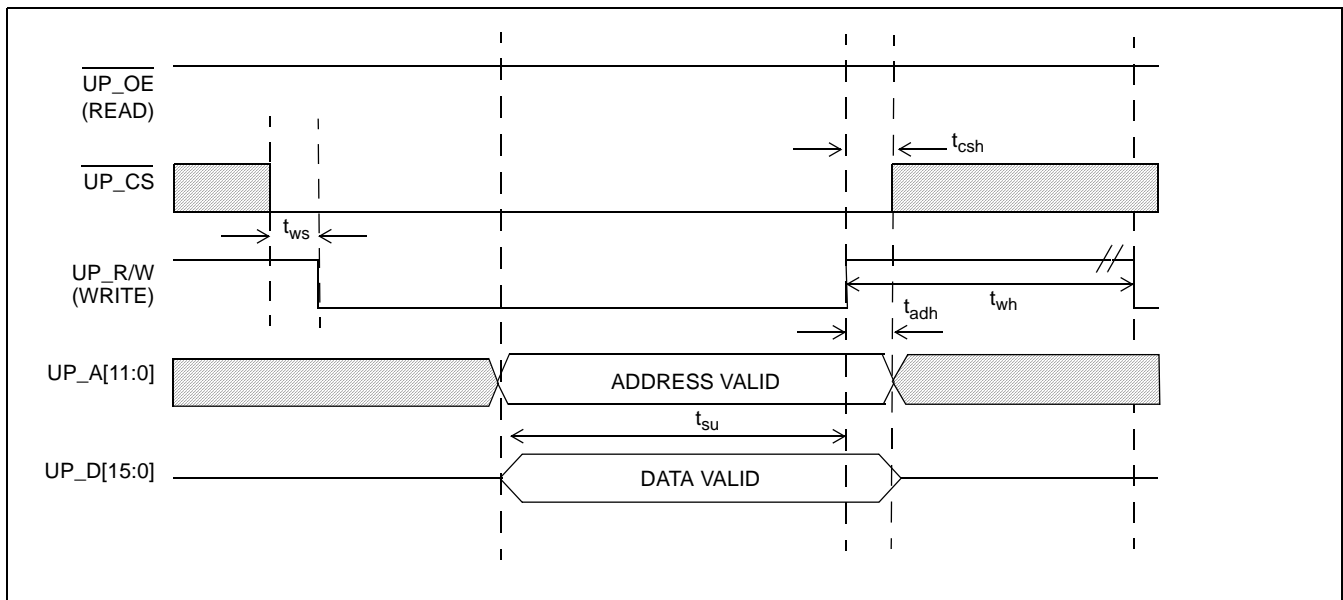 UP_OE
(READ)
t_csh
UP_CS
t_ws
UP_R/W
(WRITE)
t_wh
t_adh
UP_A[11:0]
ADDRESS VALID
t_su
UP_D[15:0]
DATA VALID